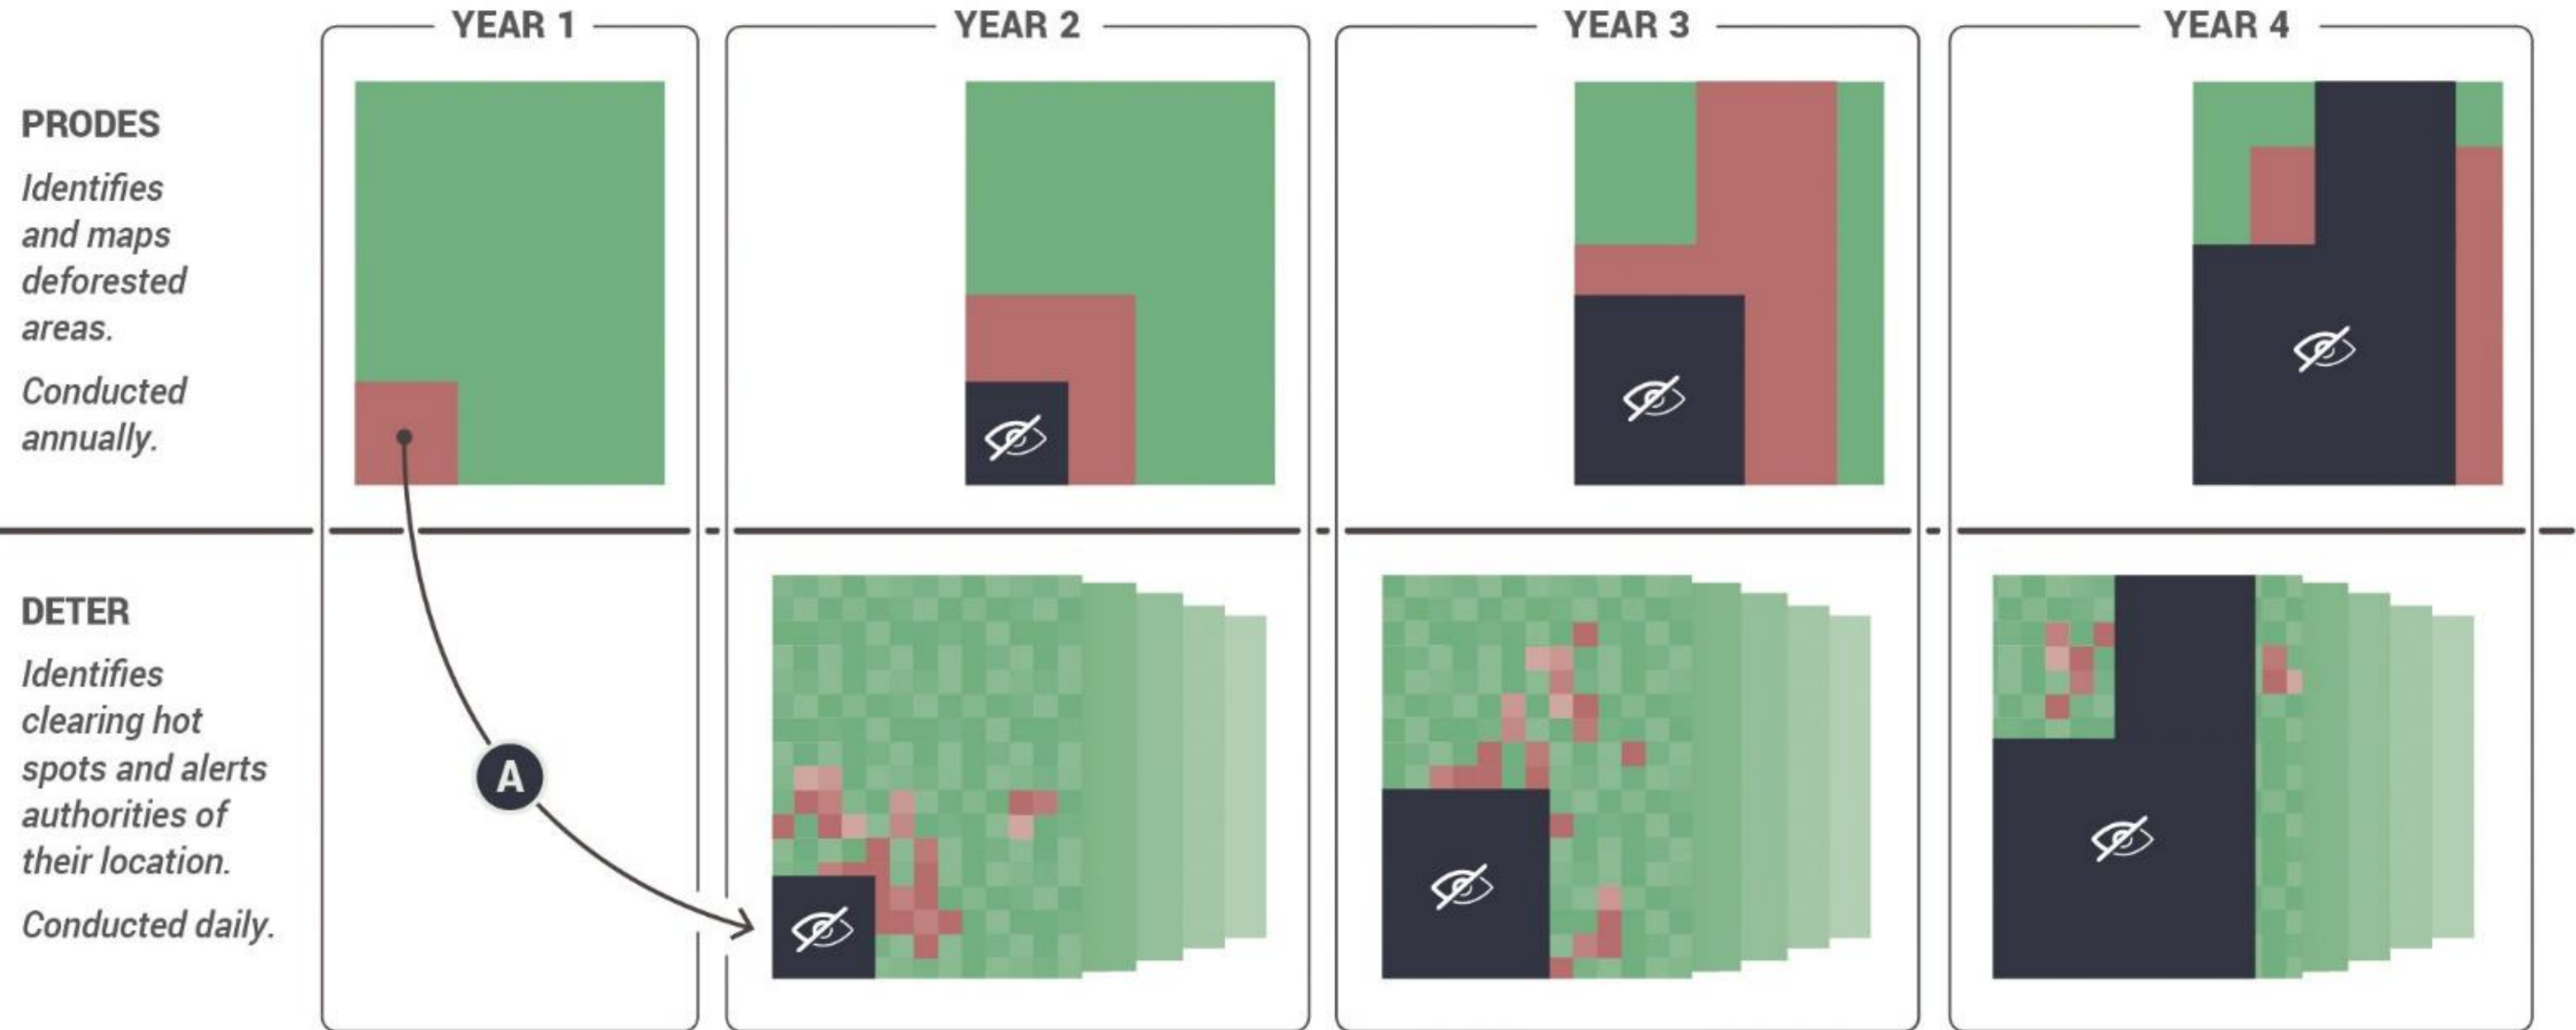 YEAR 1
YEAR 2
YEAR 3
YEAR 4
PRODES
Identifies
and maps
deforested
areas.
Conducted
annually.
DETER
Identifies
clearing hot
spots and alerts
authorities of
their location.
Conducted daily.
A